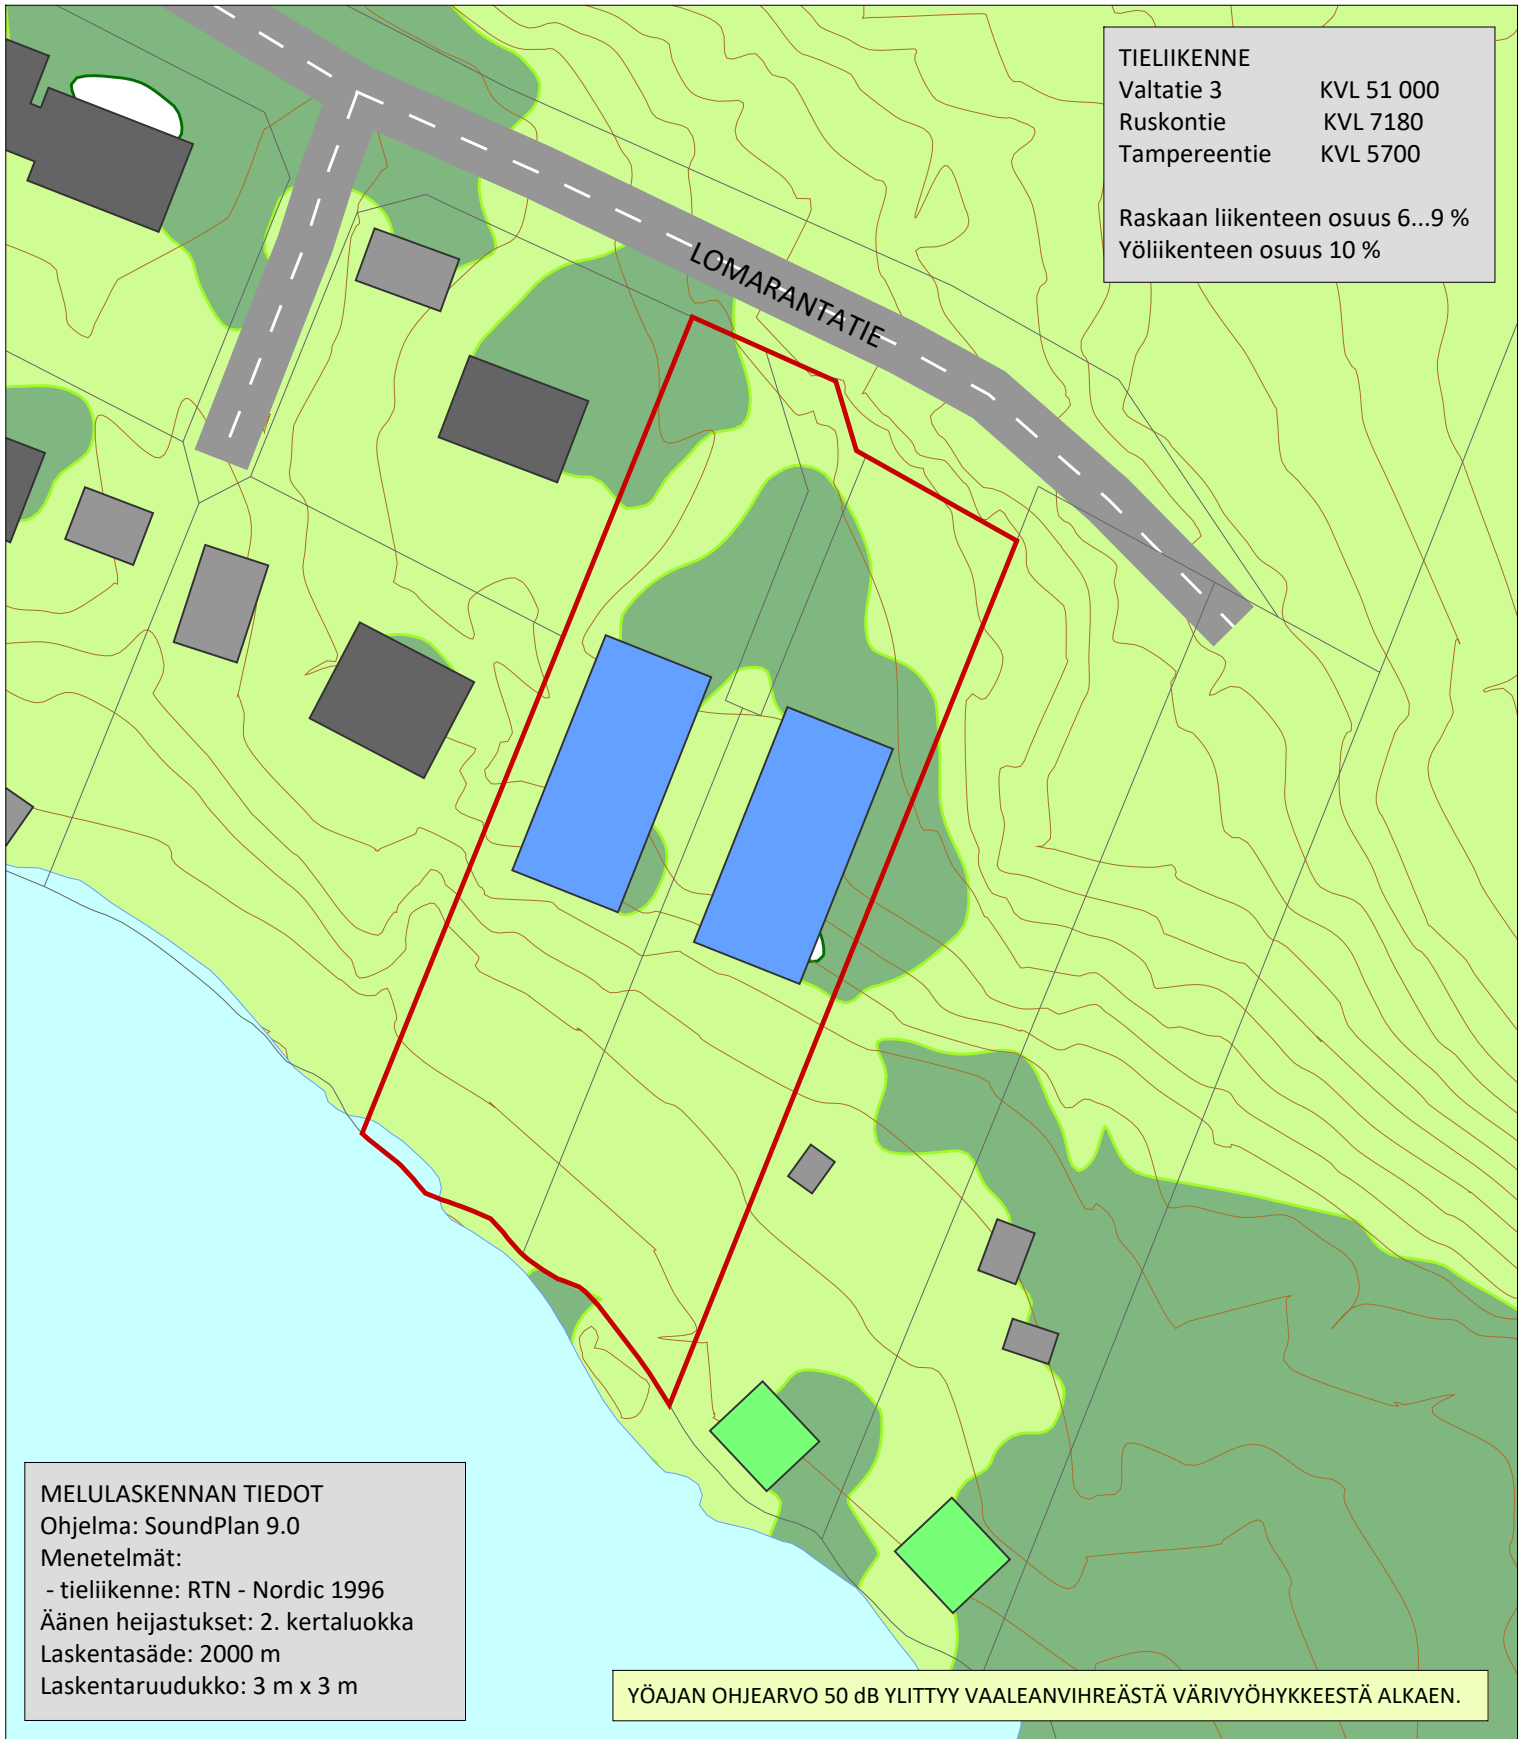 TIELIIKENNE
Valtatie 3 KVL 51 000
Ruskontie KVL 7180
Tampereentie KVL 5700
Raskaan liikenteen osuus 6...9 %
Yöliikenteen osuus 10 %
LOMARANTATIE
MELULASKENNAN TIEDOT
Ohjelma: SoundPlan 9.0
Menetelmät:
- tieliikenne: RTN - Nordic 1996
Äänen heijastukset: 2. kertaluokka
Laskentasäde: 2000 m
Laskentaruudukko: 3 m x 3 m
YÖAJAN OHJEARVO 50 dB YLITTYY VAALEANVIHREÄSTÄ VÄRIVYÖHYKKEESTÄ ALKAEN.